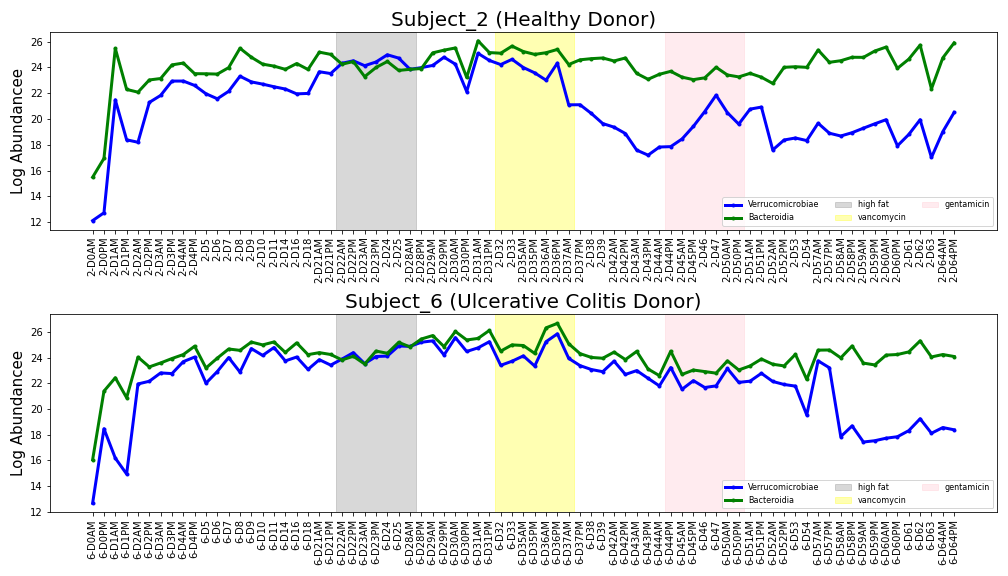 Subject_2 (Healthy Donor)
Log Abundancee
26
24
22
20
18
16
14
12
Verrucomicrobiae
Bacteroidia
high fat
vancomycin
gentamicin
2-D0AM
2-D0PM
2-D1AM
2-D1PM
2-D2AM
2-D2PM
2-D3AM
2-D3PM
2-D4AM
2-D4PM
2-D5
2-D6
2-D7
2-D8
2-D9
2-D10
2-D11
2-D14
2-D16
2-D18
2-D21AM
2-D21PM
2-D22AM
2-D22PM
2-D23AM
2-D23PM
2-D24
2-D25
2-D28AM
2-D28PM
2-D29AM
2-D29PM
2-D30AM
2-D30PM
2-D31AM
2-D31PM
2-D32
2-D33
2-D35AM
2-D35PM
2-D36AM
2-D36PM
2-D37AM
2-D37PM
2-D38
2-D39
2-D42AM
2-D42PM
2-D43AM
2-D43PM
2-D44AM
2-D44PM
2-D45AM
2-D45PM
2-D46
2-D47
2-D50AM
2-D50PM
2-D51AM
2-D51PM
2-D52AM
2-D52PM
2-D53
2-D54
2-D57AM
2-D57PM
2-D58AM
2-D58PM
2-D59AM
2-D59PM
2-D60AM
2-D60PM
2-D61
2-D62
2-D63
2-D64AM
2-D64PM
Subject_6 (Ulcerative Colitis Donor)
Log Abundancee
26
24
22
20
18
16
14
12
Verrucomicrobiae
Bacteroidia
high fat
vancomycin
gentamicin
6-D0AM
6-D0PM
6-D1AM
6-D1PM
6-D2AM
6-D2PM
6-D3AM
6-D3PM
6-D4AM
6-D4PM
6-D5
6-D6
6-D7
6-D8
6-D9
6-D10
6-D11
6-D14
6-D16
6-D18
6-D21AM
6-D21PM
6-D22AM
6-D22PM
6-D23AM
6-D23PM
6-D24
6-D25
6-D28AM
6-D28PM
6-D29AM
6-D29PM
6-D30AM
6-D30PM
6-D31AM
6-D31PM
6-D32
6-D33
6-D35AM
6-D35PM
6-D36AM
6-D36PM
6-D37AM
6-D37PM
6-D38
6-D39
6-D42AM
6-D42PM
6-D43AM
6-D43PM
6-D44AM
6-D44PM
6-D45AM
6-D45PM
6-D46
6-D47
6-D50AM
6-D50PM
6-D51AM
6-D51PM
6-D52AM
6-D52PM
6-D53
6-D54
6-D57AM
6-D57PM
6-D58AM
6-D58PM
6-D59AM
6-D59PM
6-D60AM
6-D60PM
6-D61
6-D62
6-D63
6-D64AM
6-D64PM